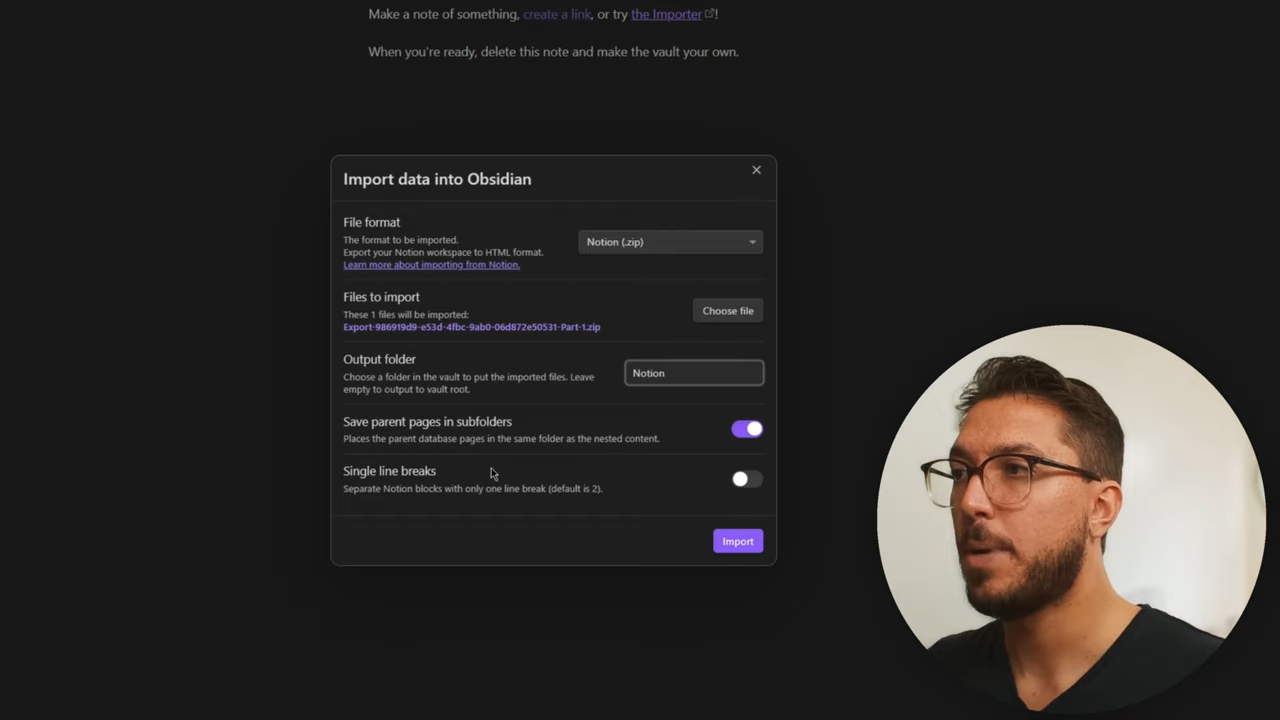 Make a note of something, create a link, or try the Importer!
When you're ready, delete this note and make the vault your own.
Import data into Obsidian
File format
The format to be imported.
Export your Notion workspace to HTML format.
Learn more about importing from Notion.
Notion (.zip)
Files to import
These 1 files will be imported:
Export-986919d9-e53d-4fbc-9ab0-06d872e50531-Part-1.zip
Choose file
Output folder
Choose a folder in the vault to put the imported files. Leave
empty to output to vault root.
Notion
Save parent pages in subfolders
Places the parent database pages in the same folder as the nested content.
Single line breaks
Separate Notion blocks with only one line break (default is 2).
Import